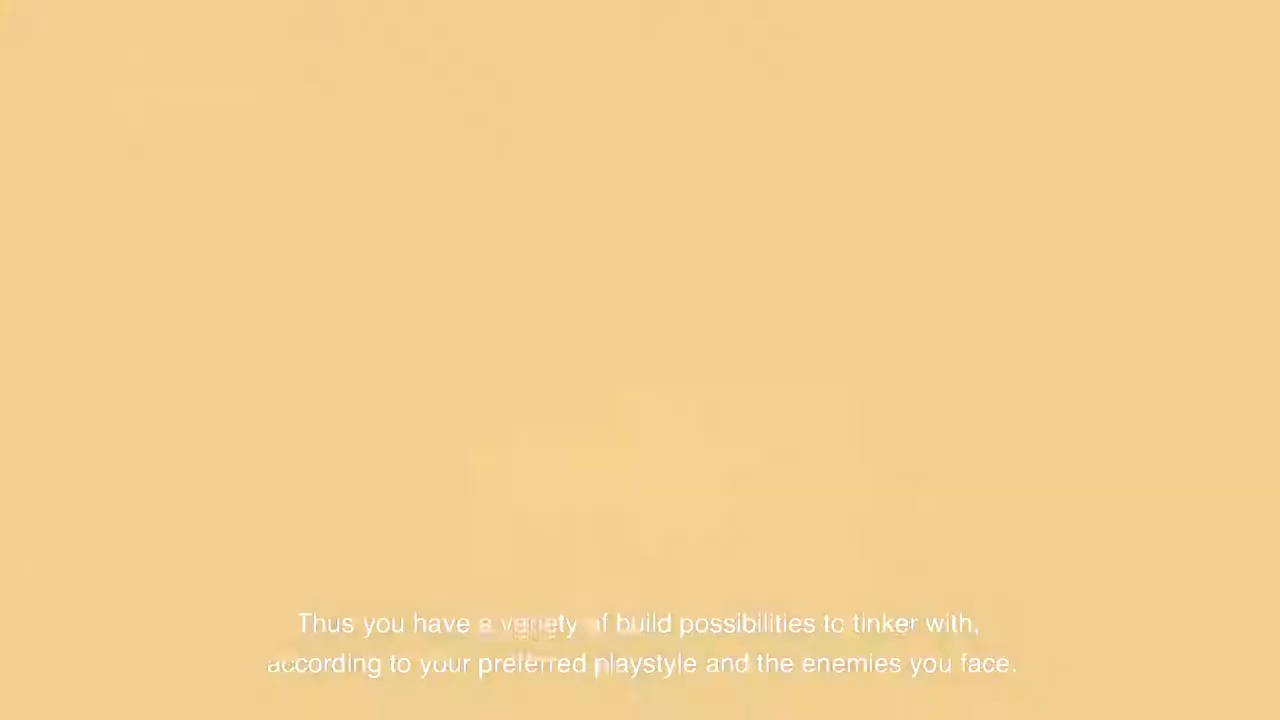 Thus you have a variety of build possibilities to tinker with,
according to your preferred playstyle and the enemies you face.